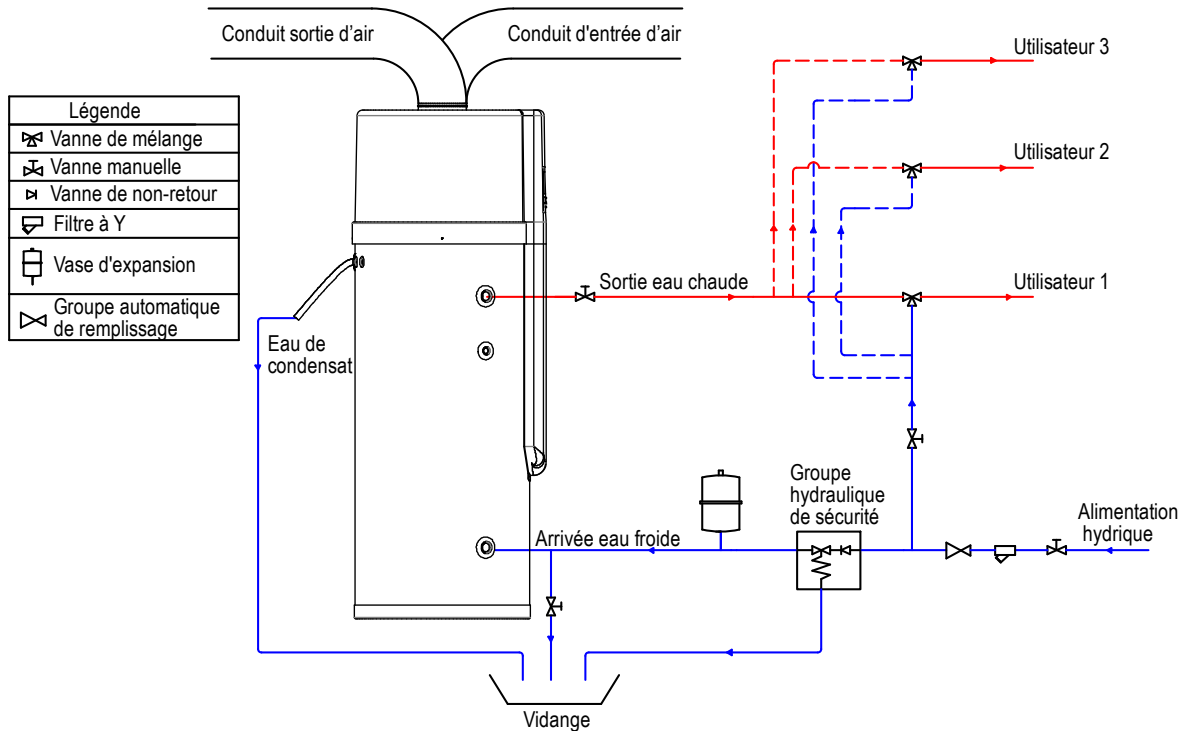 Conduit sortie d'air
Conduit d'entrée d'air
Utilisateur 3
Légende
Vanne de mélange
Vanne manuelle
Vanne de non-retour
Filtre à Y
Vase d'expansion
Groupe automatique
de remplissage
Utilisateur 2
Sortie eau chaude
Utilisateur 1
Eau de
condensat
Groupe
hydraulique
de sécurité
Alimentation
hydrique
Arrivée eau froide
Vidange